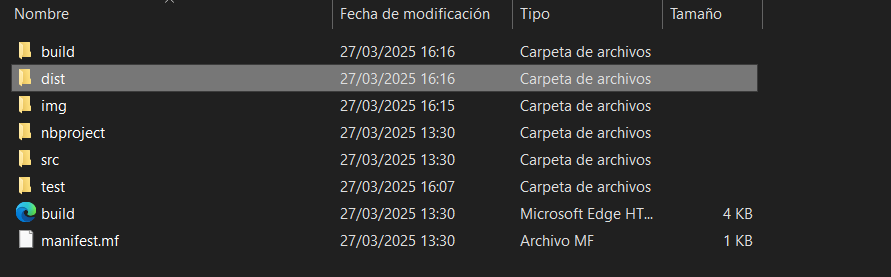 Nombre Fecha de modificación Tipo Tamaño
build 27/03/2025 16:16 Carpeta de archivos
dist 27/03/2025 16:16 Carpeta de archivos
img 27/03/2025 16:15 Carpeta de archivos
nbproject 27/03/2025 13:30 Carpeta de archivos
src 27/03/2025 13:30 Carpeta de archivos
test 27/03/2025 16:07 Carpeta de archivos
build 27/03/2025 13:30 Microsoft Edge HT... 4 KB
manifest.mf 27/03/2025 13:30 Archivo MF 1 KB